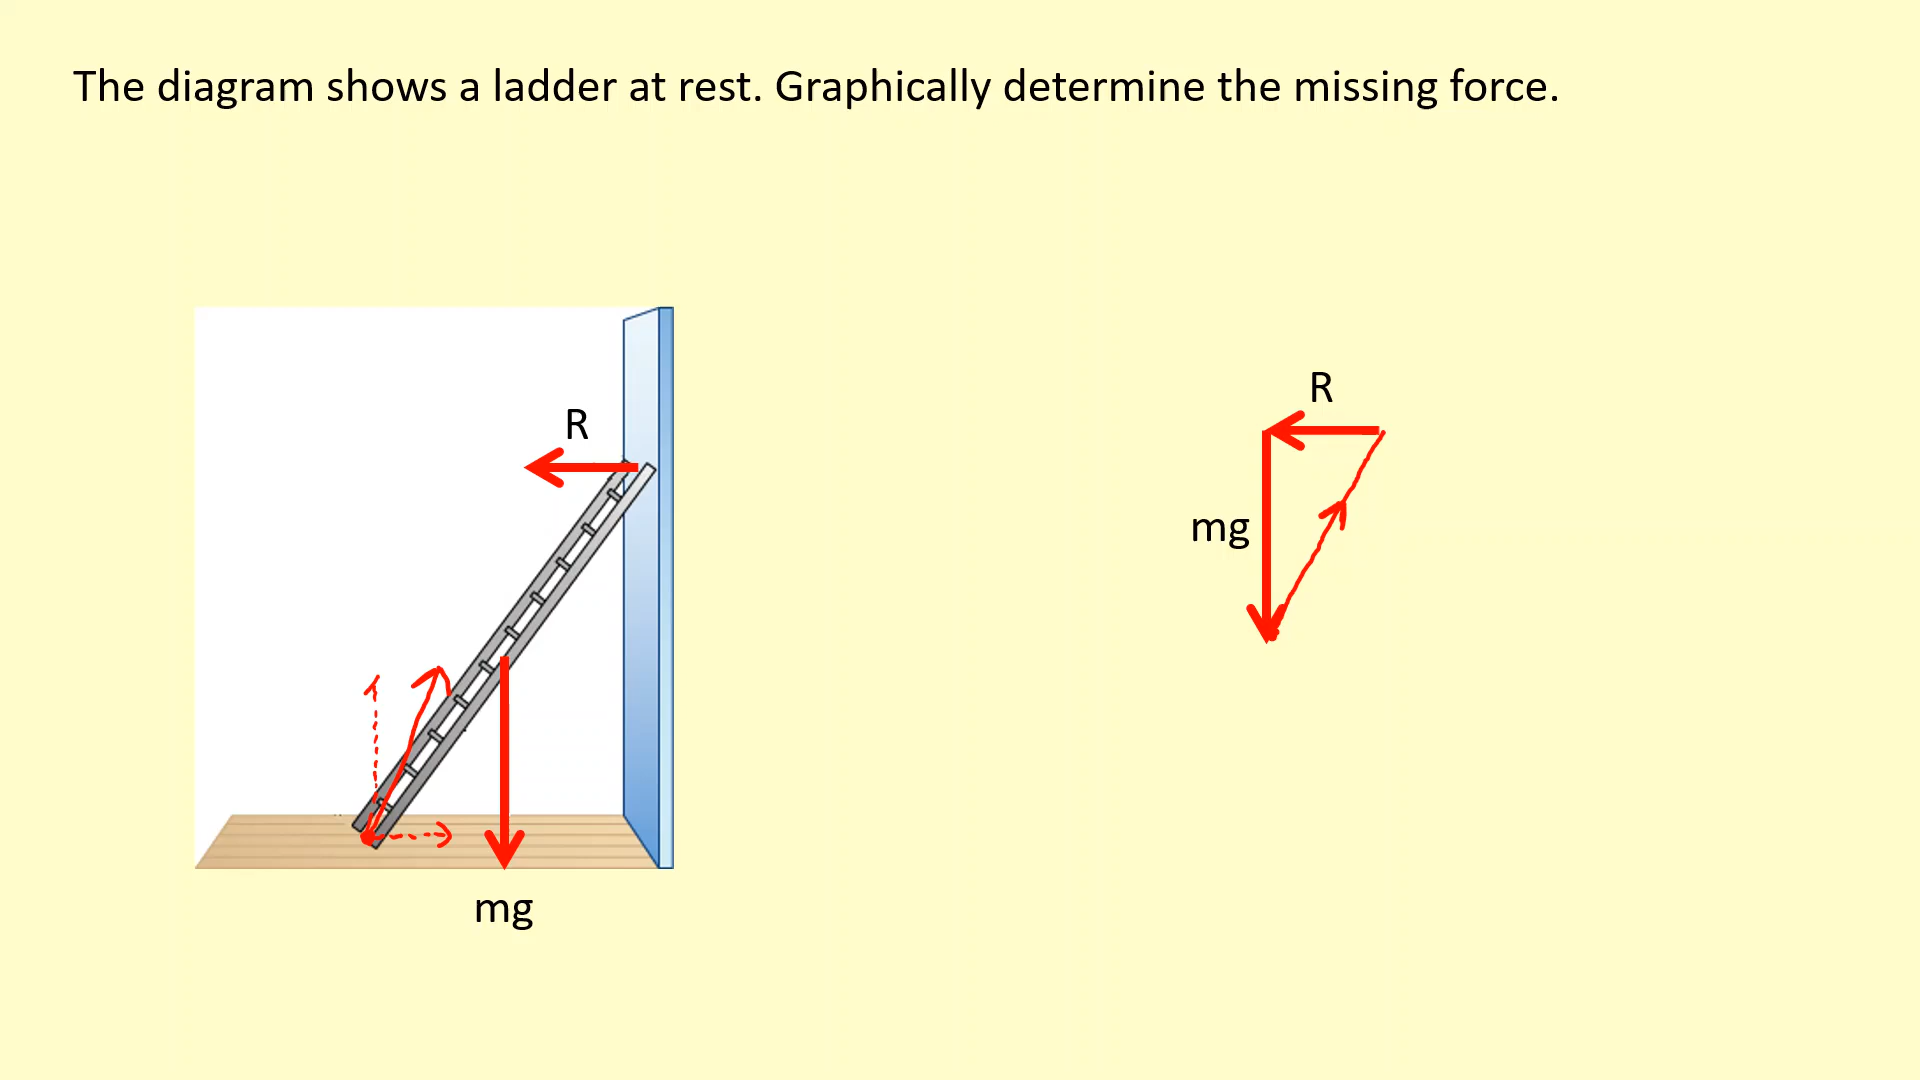 The diagram shows a ladder at rest. Graphically determine the missing force.
R
mg
R
mg